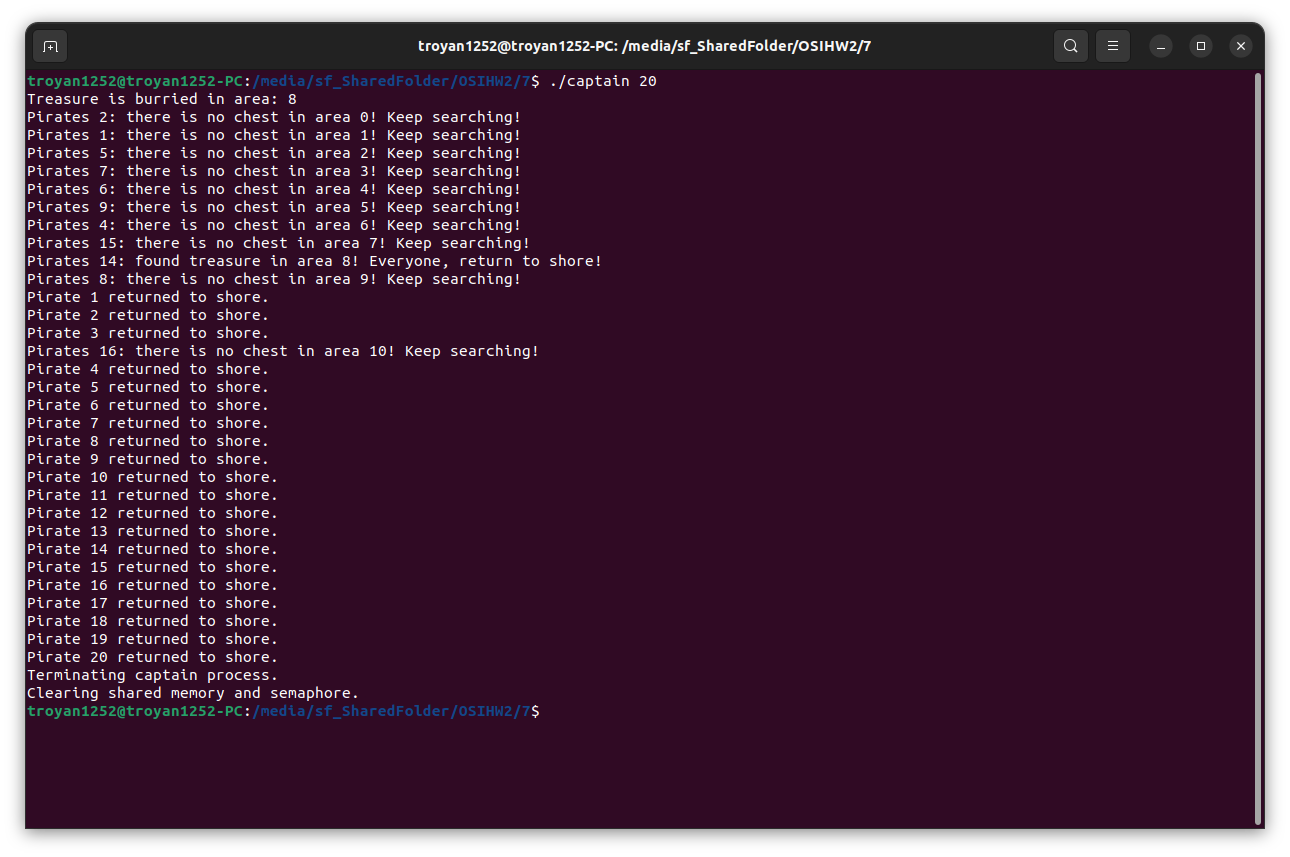 troyan1252@troyan1252-PC: /media/sf_SharedFolder/OSIHW2/7
troyan1252@troyan1252-PC:/media/sf_SharedFolder/OSIHW2/7$ ./captain 20
Treasure is burried in area: 8
Pirates 2: there is no chest in area 0! Keep searching!
Pirates 1: there is no chest in area 1! Keep searching!
Pirates 5: there is no chest in area 2! Keep searching!
Pirates 7: there is no chest in area 3! Keep searching!
Pirates 6: there is no chest in area 4! Keep searching!
Pirates 9: there is no chest in area 5! Keep searching!
Pirates 4: there is no chest in area 6! Keep searching!
Pirates 15: there is no chest in area 7! Keep searching!
Pirates 14: found treasure in area 8! Everyone, return to shore!
Pirates 8: there is no chest in area 9! Keep searching!
Pirate 1 returned to shore.
Pirate 2 returned to shore.
Pirate 3 returned to shore.
Pirates 16: there is no chest in area 10! Keep searching!
Pirate 4 returned to shore.
Pirate 5 returned to shore.
Pirate 6 returned to shore.
Pirate 7 returned to shore.
Pirate 8 returned to shore.
Pirate 9 returned to shore.
Pirate 10 returned to shore.
Pirate 11 returned to shore.
Pirate 12 returned to shore.
Pirate 13 returned to shore.
Pirate 14 returned to shore.
Pirate 15 returned to shore.
Pirate 16 returned to shore.
Pirate 17 returned to shore.
Pirate 18 returned to shore.
Pirate 19 returned to shore.
Pirate 20 returned to shore.
Terminating captain process.
Clearing shared memory and semaphore.
troyan1252@troyan1252-PC:/media/sf_SharedFolder/OSIHW2/7$